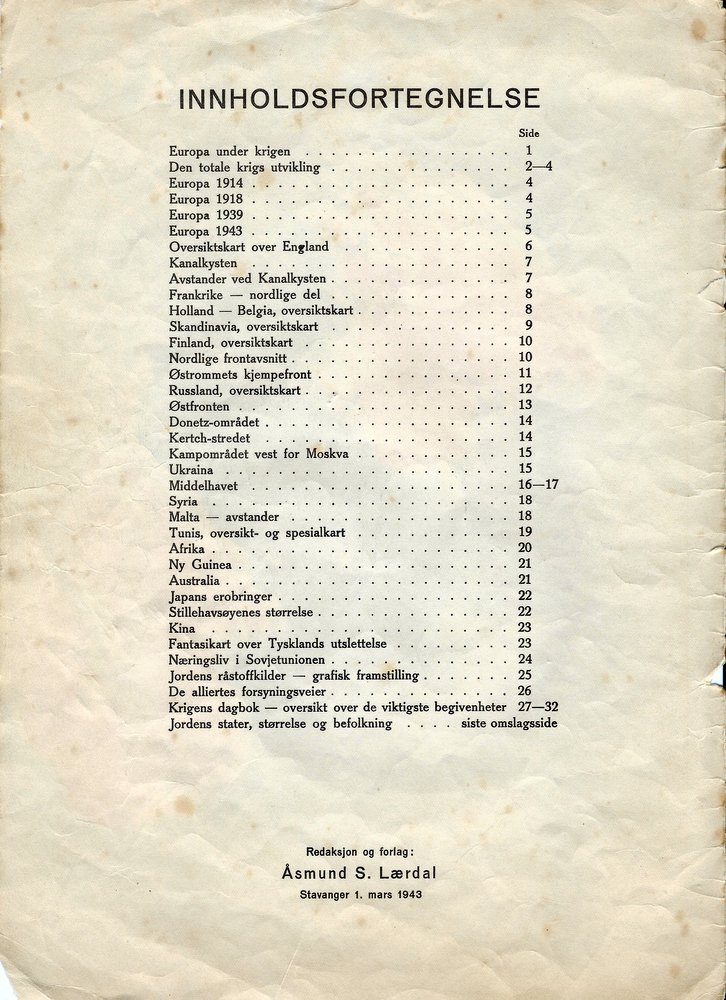 INNHOLDSFORTEGNELSE
Side
Europa under krigen . . . . . . . . . . . . . . . . 1
Den totale krigs utvikling . . . . . . . . . . . . . . 2—4
Europa 1914 . . . . . . . . . . . . . . . . . . . . 4
Europa 1918 . . . . . . . . . . . . . . . . . . . . 4
Europa 1939 . . . . . . . . . . . . . . . . . . . . 5
Europa 1943 . . . . . . . . . . . . . . . . . . . . 5
Oversiktskart over England . . . . . . . . . . . . . 6
Kanalkysten . . . . . . . . . . . . . . . . . . . . 7
Avstander ved Kanalkysten . . . . . . . . . . . . . . 7
Frankrike — nordlige del . . . . . . . . . . . . . . 8
Holland — Belgia, oversiktskart . . . . . . . . . . . . 8
Skandinavia, oversiktskart . . . . . . . . . . . . . . 9
Finland, oversiktskart . . . . . . . . . . . . . . . . 10
Nordlige frontavsnitt . . . . . . . . . . . . . . . . . 10
Østrommets kjempefront . . . . . . . . . . . . . . . 11
Russland, oversiktskart . . . . . . . . . . . . . . . . 12
Østfronten . . . . . . . . . . . . . . . . . . . . . 13
Donetz-området . . . . . . . . . . . . . . . . . . . 14
Kertch-stredet . . . . . . . . . . . . . . . . . . . 14
Kampområdet vest for Moskva . . . . . . . . . . . . 15
Ukraina . . . . . . . . . . . . . . . . . . . . . . 15
Middelhavet . . . . . . . . . . . . . . . . . . . . 16—17
Syria . . . . . . . . . . . . . . . . . . . . . . . 18
Malta — avstander . . . . . . . . . . . . . . . . . 18
Tunis, oversikt- og spesialkart . . . . . . . . . . . . 19
Afrika . . . . . . . . . . . . . . . . . . . . . . . 20
Ny Guinea . . . . . . . . . . . . . . . . . . . . . 21
Australia . . . . . . . . . . . . . . . . . . . . . . 21
Japans erobringer . . . . . . . . . . . . . . . . . . 22
Stillehavsøyenes størrelse . . . . . . . . . . . . . . . 22
Kina . . . . . . . . . . . . . . . . . . . . . . . 23
Fantasikart over Tysklands utslettelse . . . . . . . . . 23
Næringsliv i Sovjetunionen . . . . . . . . . . . . . . 24
Jordens råstoffkilder — grafisk framstilling . . . . . . . 25
De alliertes forsyningsveier . . . . . . . . . . . . . . 26
Krigens dagbok — oversikt over de viktigste begivenheter 27—32
Jordens stater, størrelse og befolkning . . . . siste omslagsside
Redaksjon og forlag:
Åsmund S. Lærdal
Stavanger 1. mars 1943